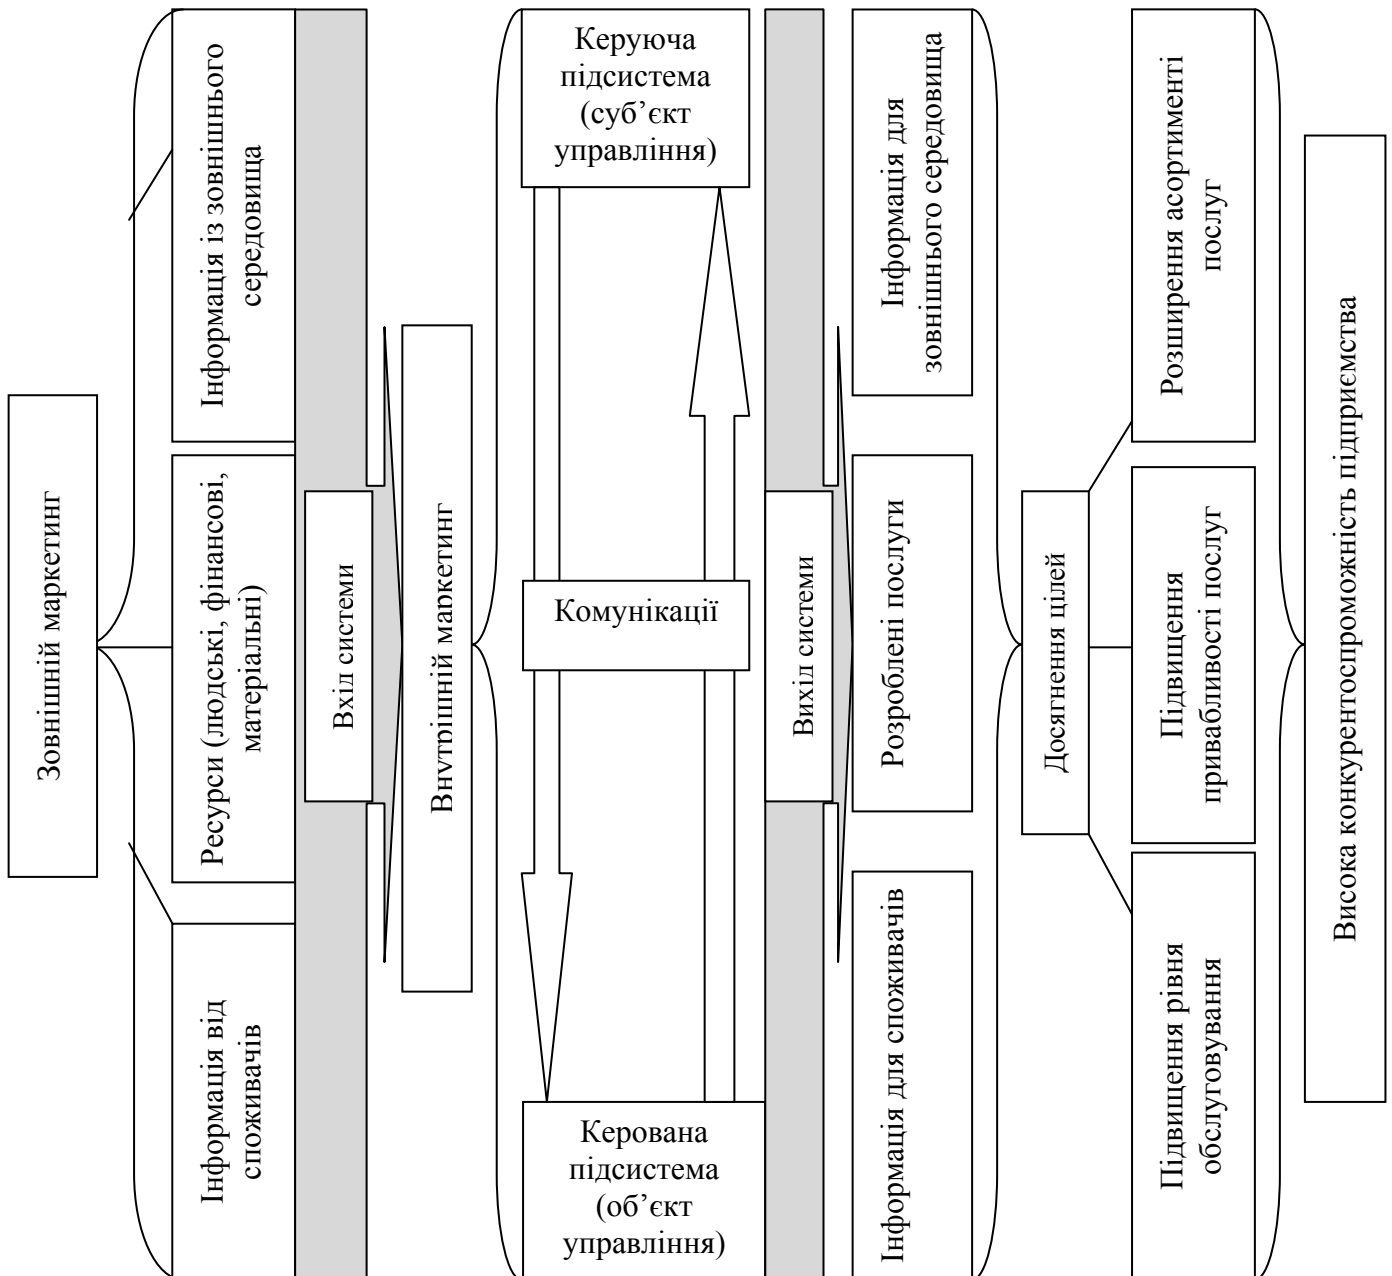 Зовнішній маркетинг
Інформація із зовнішнього
середовища
Ресурси (людські, фінансові,
матеріальні)
Інформація від
споживачів
Вхід системи
Внутрішній маркетинг
Керуюча
підсистема
(суб’єкт
управління)
Комунікації
Керована
підсистема
(об’єкт
управління)
Вихід системи
Інформація для
зовнішнього середовища
Розроблені послуги
Інформація для споживачів
Досягнення цілей
Розширення асортименті
послуг
Підвищення
привабливості послуг
Підвищення рівня
обслуговування
Висока конкурентоспроможність підприємства